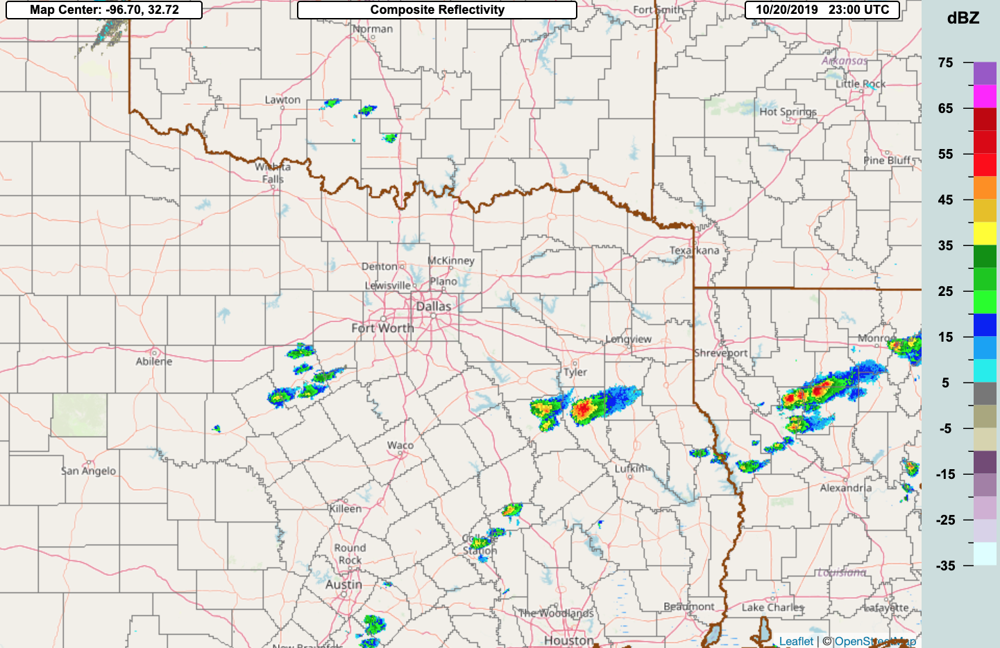 Map Center: -96.70, 32.72
Composite Reflectivity
10/20/2019 23:00 UTC
dBZ
Fort Smith
Norman
Arkansas
75
Little Rock
Lawton
65
Hot Springs
55
Pine Bluff
Wichita
Falls
45
35
Texarkana
McKinney
Denton
Plano
Lewisville
25
Dallas
Fort Worth
15
Longview
Monroe
Shreveport
Abilene
Tyler
5
-5
Waco
San Angelo
Lufkin
-15
Alexandria
Killeen
-25
College
Station
Round
Rock
-35
Louisiana
Austin
The Woodlands
Beaumont
Lake Charles
Lafayette
Houston
New Braunfels
Leaflet | © OpenStreetMap